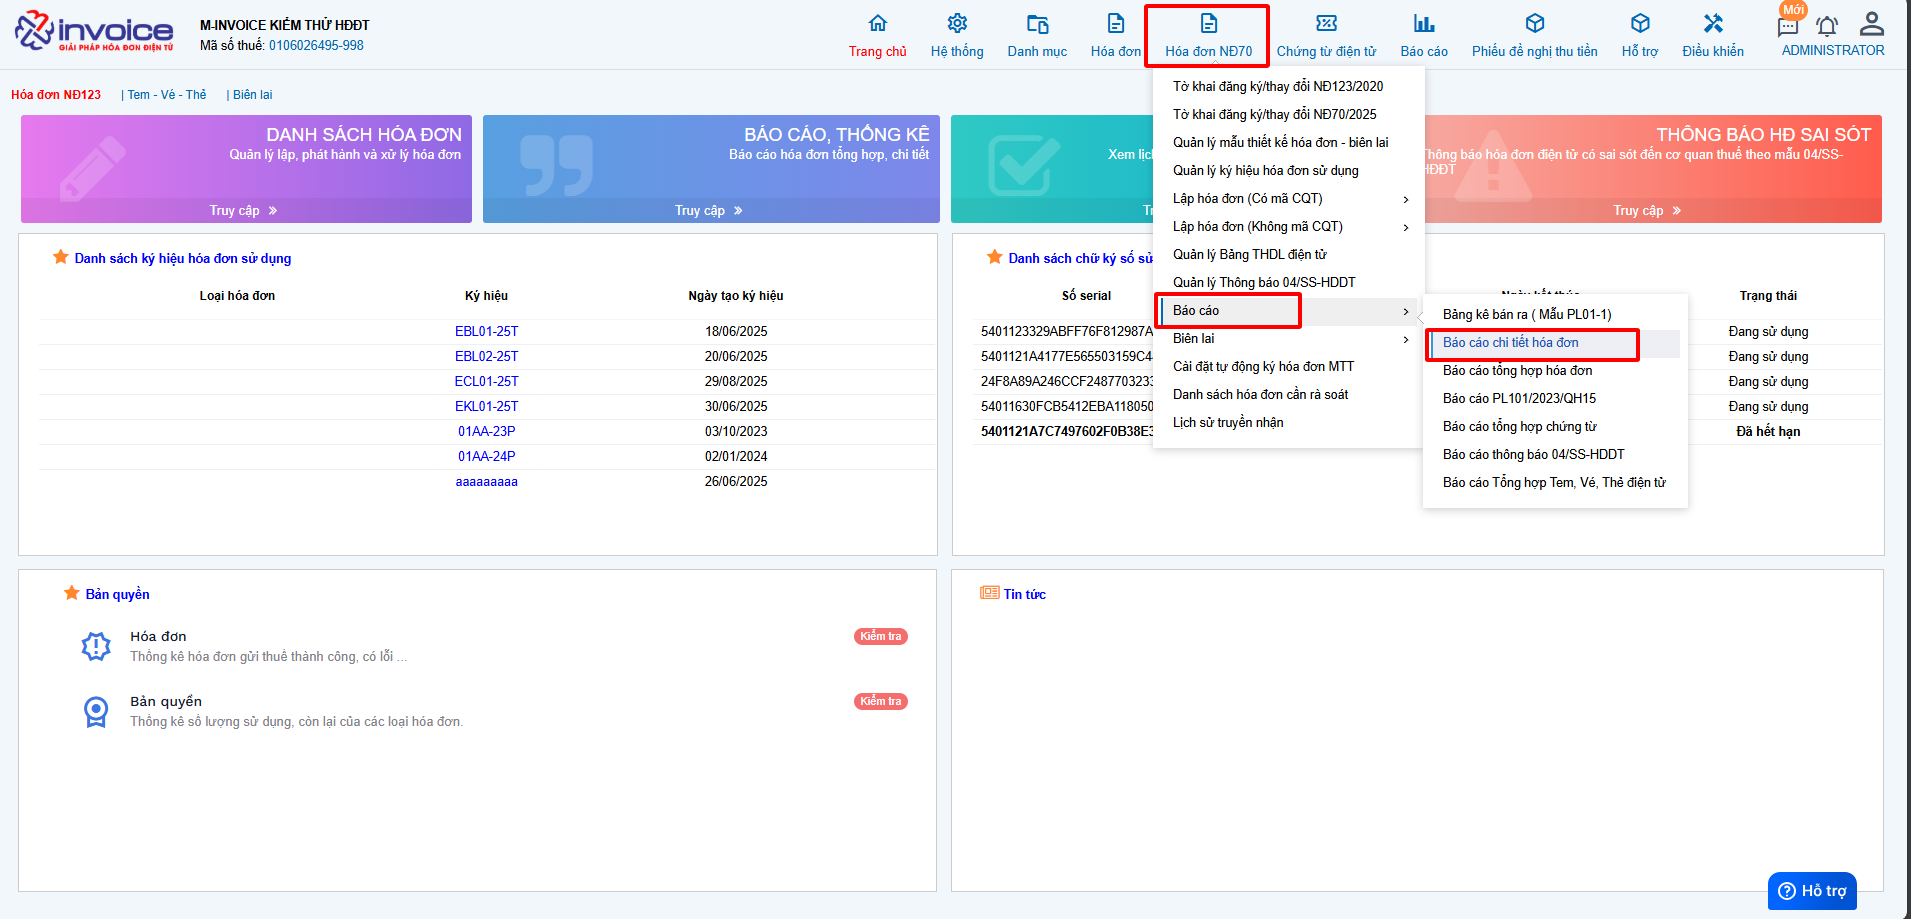 invoice
GIẢI PHÁP HÓA ĐƠN ĐIỆN TỬ
M-INVOICE KIỂM THỬ HĐĐT
Mã số thuế: 0106026495-998
Trang chủ
Hệ thống
Danh mục
Hóa đơn
Hóa đơn NĐ70
Chứng từ điện tử
Báo cáo
Phiếu đề nghị thu tiền
Hỗ trợ
Điều khiển
Mới
ADMINISTRATOR
Hóa đơn NĐ123 | Tem - Vé - Thẻ | Biên lai
DANH SÁCH HÓA ĐƠN
Quản lý lập, phát hành và xử lý hóa đơn
Truy cập »
BÁO CÁO, THỐNG KÊ
Báo cáo hóa đơn tổng hợp, chi tiết
Truy cập »
Xem lịc
Tr
THÔNG BÁO HĐ SAI SÓT
Thông báo hóa đơn điện tử có sai sót đến cơ quan thuế theo mẫu 04/SS-
HĐĐT
Truy cập »
Tờ khai đăng ký/thay đổi NĐ123/2020
Tờ khai đăng ký/thay đổi NĐ70/2025
Quản lý mẫu thiết kế hóa đơn - biên lai
Quản lý ký hiệu hóa đơn sử dụng
Lập hóa đơn (Có mã CQT)
Lập hóa đơn (Không mã CQT)
Quản lý Bảng THDL điện tử
Quản lý Thông báo 04/SS-HDDT
Báo cáo
Biên lai
Cài đặt tự động ký hóa đơn MTT
Danh sách hóa đơn cần rà soát
Lịch sử truyền nhận
Bảng kê bán ra ( Mẫu PL01-1)
Báo cáo chi tiết hóa đơn
Báo cáo tổng hợp hóa đơn
Báo cáo PL101/2023/QH15
Báo cáo tổng hợp chứng từ
Báo cáo thông báo 04/SS-HDDT
Báo cáo Tổng hợp Tem, Vé, Thẻ điện tử
Danh sách ký hiệu hóa đơn sử dụng
Loại hóa đơn Ký hiệu Ngày tạo ký hiệu
EBL01-25T 18/06/2025
EBL02-25T 20/06/2025
ECL01-25T 29/08/2025
EKL01-25T 30/06/2025
01AA-23P 03/10/2023
01AA-24P 02/01/2024
aaaaaaaaa 26/06/2025
Danh sách chữ ký số sử
Số serial Ngày kết thúc Trạng thái
5401123329ABFF76F812987A Đang sử dụng
5401121A4177E565503159C4 Đang sử dụng
24F8A89A246CCF2487703233 Đang sử dụng
54011630FCB5412EBA118050 Đang sử dụng
5401121A7C7497602F0B38E3 Đã hết hạn
Bản quyền
Hóa đơn
Kiểm tra
Thống kê hóa đơn gửi thuế thành công, có lỗi ...
Bản quyền
Kiểm tra
Thống kê số lượng sử dụng, còn lại của các loại hóa đơn.
Tin tức
Hỗ trợ